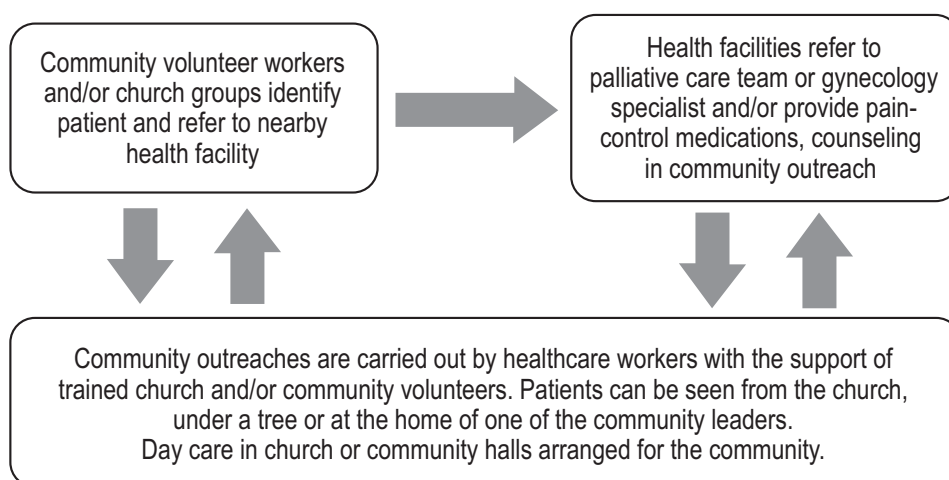 Community volunteer workers
and/or church groups identify
patient and refer to nearby
health facility
Health facilities refer to
palliative care team or gynecology
specialist and/or provide pain-
control medications, counseling
in community outreach
Community outreaches are carried out by healthcare workers with the support of
trained church and/or community volunteers. Patients can be seen from the church,
under a tree or at the home of one of the community leaders.
Day care in church or community halls arranged for the community.